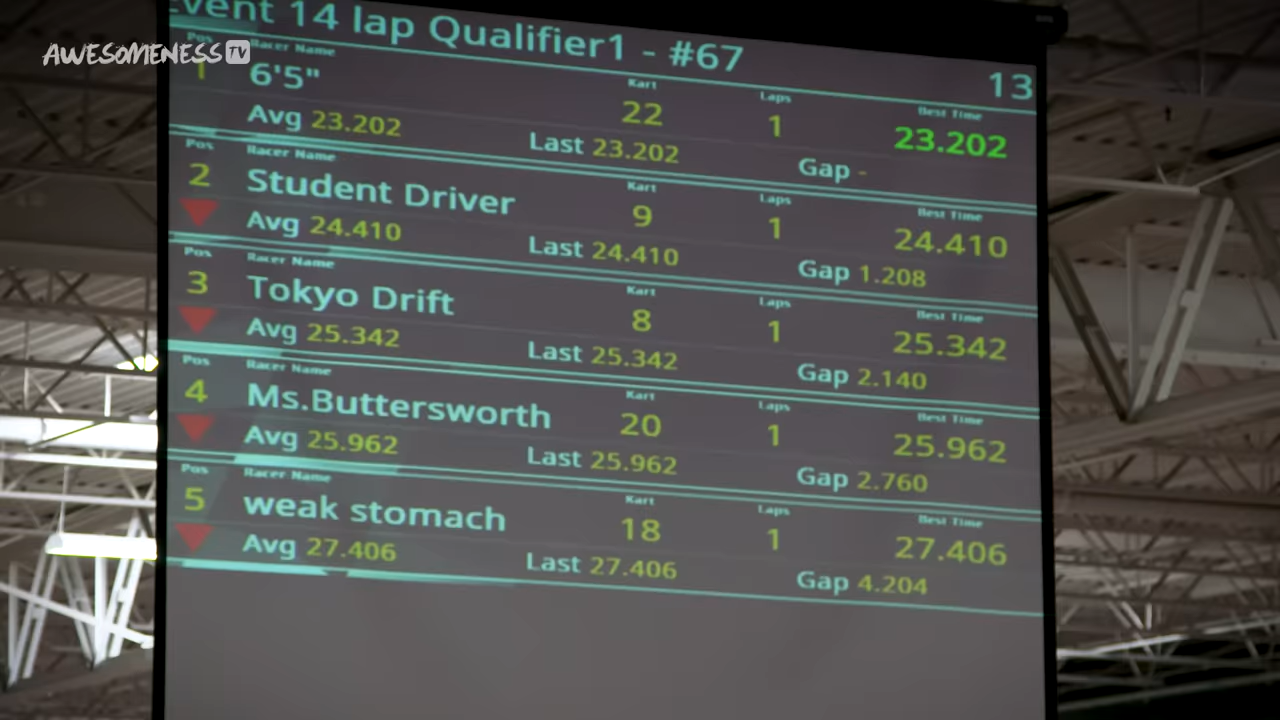 AWESOMENESS TV
Event 14 lap Qualifier1 - #67 13
Pos Racer Name Kart Laps Best Time
1 6'5" 22 1 23.202
Avg 23.202 Last 23.202 Gap -
Pos Racer Name Kart Laps Best Time
2 Student Driver 9 1 24.410
Avg 24.410 Last 24.410 Gap 1.208
Pos Racer Name Kart Laps Best Time
3 Tokyo Drift 8 1 25.342
Avg 25.342 Last 25.342 Gap 2.140
Pos Racer Name Kart Laps Best Time
4 Ms.Buttersworth 20 1 25.962
Avg 25.962 Last 25.962 Gap 2.760
Pos Racer Name Kart Laps Best Time
5 weak stomach 18 1 27.406
Avg 27.406 Last 27.406 Gap 4.204